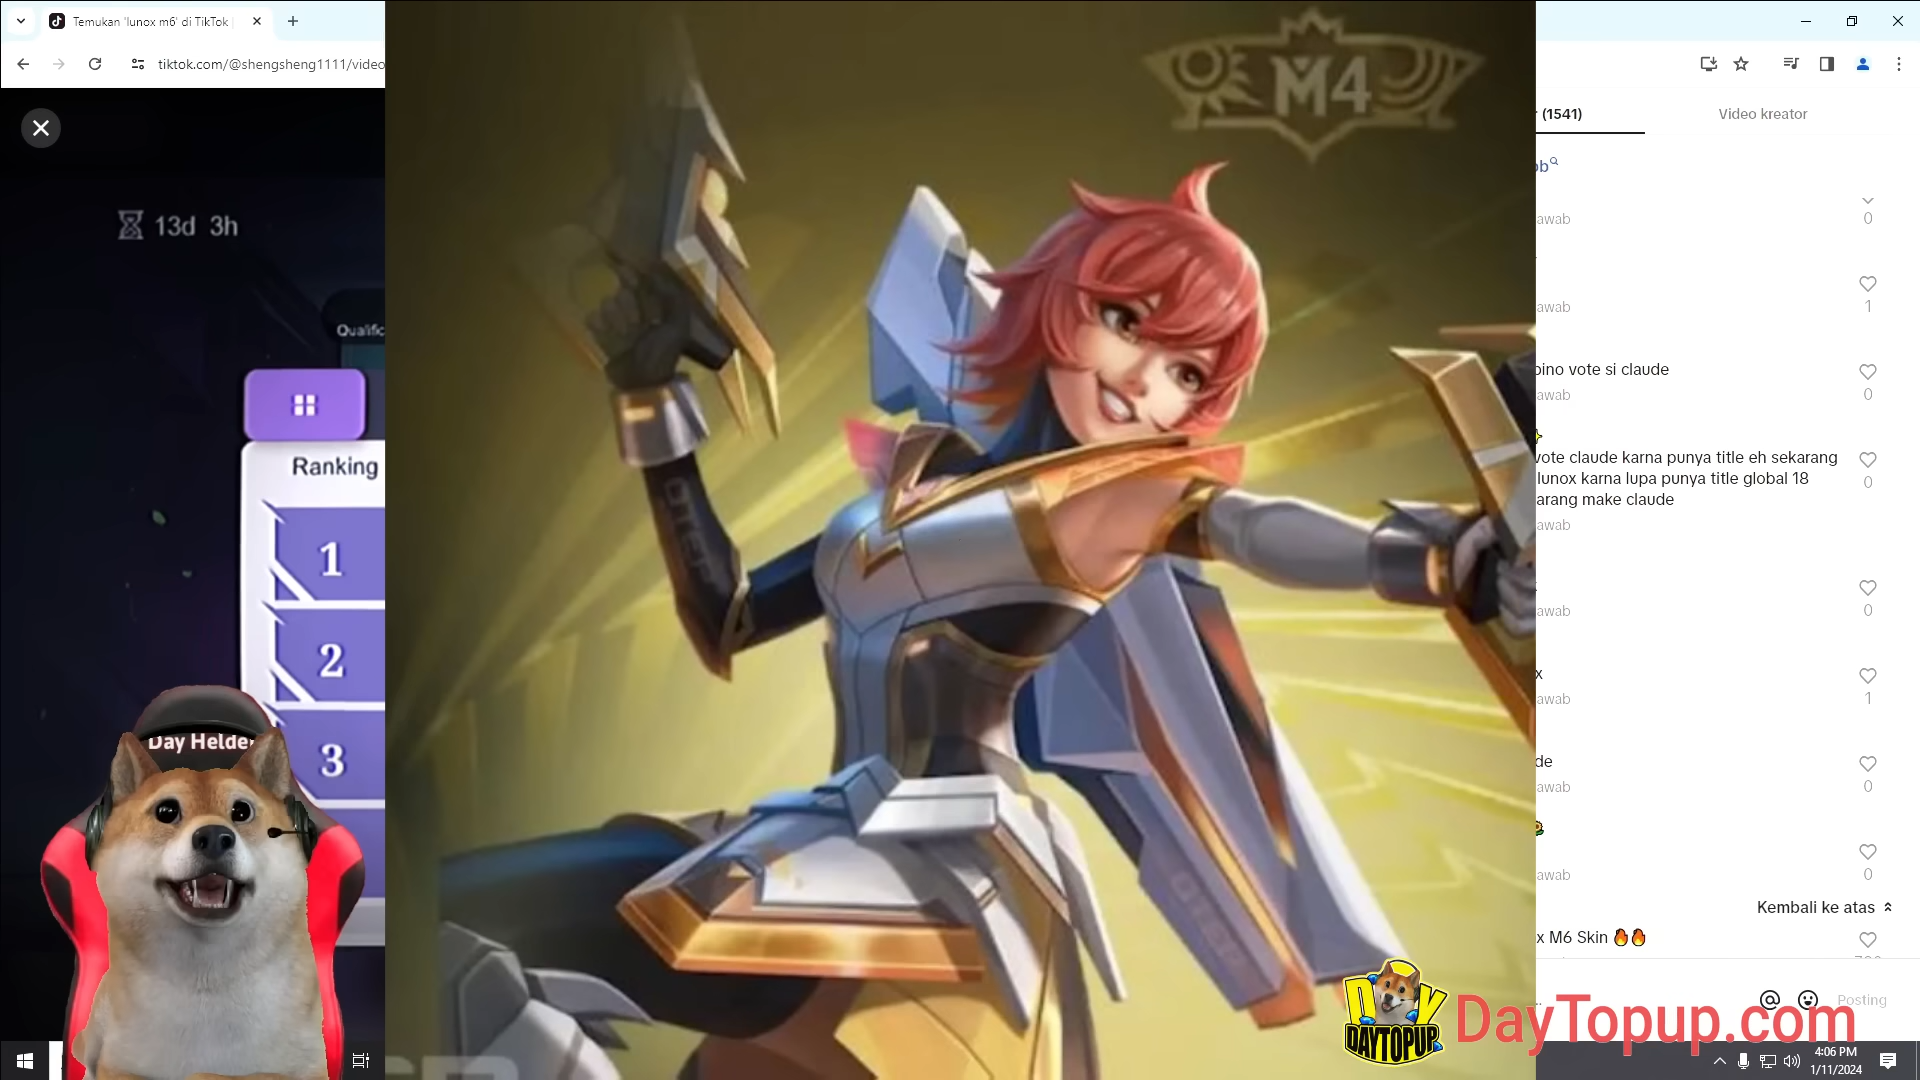 Temukan 'lunox m6' di TikTok
tiktok.com/@shengsheng1111/video
M4
(1541)
Video kreator
ob
awab
0
13d 3h
awab
1
Qualific
pino vote si claude
awab
0
Ranking
vote claude karna punya title eh sekarang
lunox karna lupa punya title global 18
arang make claude
0
awab
1
awab
0
2
x
awab
1
Day Helde
3
de
awab
0
awab
0
Kembali ke atas
x M6 Skin 🔥🔥
Posting
DAYTOPUP
DayTopup.com
4:06 PM
1/11/2024